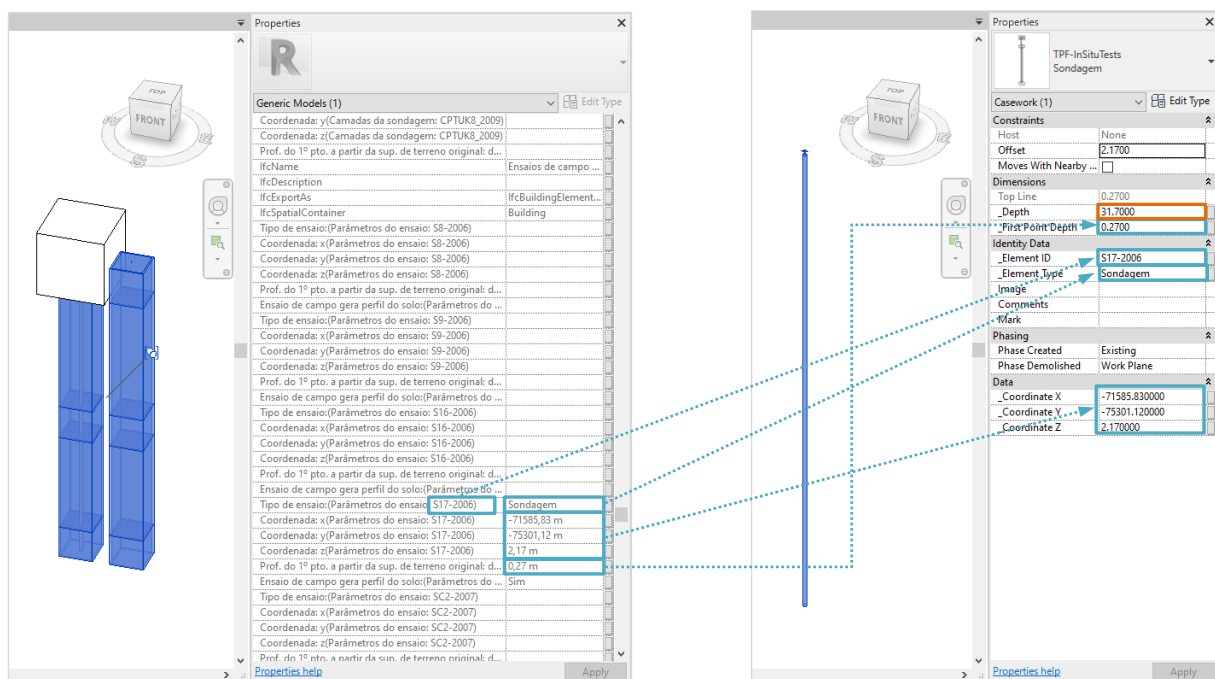 Properties
Generic Models (1)
Edit Type
Coordenada: y(Camadas da sondagem: CPTUK8_2009)
Coordenada: z(Camadas da sondagem: CPTUK8_2009)
Prof. do 1º pto. a partir da sup. de terreno original: d...
IfcName Ensaios de campo ...
IfcDescription
IfcExportAs IfcBuildingElement...
IfcSpatialContainer Building
Tipo de ensaio:(Parâmetros do ensaio: S8-2006)
Coordenada: x(Parâmetros do ensaio: S8-2006)
Coordenada: y(Parâmetros do ensaio: S8-2006)
Coordenada: z(Parâmetros do ensaio: S8-2006)
Prof. do 1º pto. a partir da sup. de terreno original: d...
Ensaio de campo gera perfil do solo:(Parâmetros do ...
Tipo de ensaio:(Parâmetros do ensaio: S9-2006)
Coordenada: x(Parâmetros do ensaio: S9-2006)
Coordenada: y(Parâmetros do ensaio: S9-2006)
Coordenada: z(Parâmetros do ensaio: S9-2006)
Prof. do 1º pto. a partir da sup. de terreno original: d...
Ensaio de campo gera perfil do solo:(Parâmetros do ...
Tipo de ensaio:(Parâmetros do ensaio: S16-2006)
Coordenada: x(Parâmetros do ensaio: S16-2006)
Coordenada: y(Parâmetros do ensaio: S16-2006)
Coordenada: z(Parâmetros do ensaio: S16-2006)
Prof. do 1º pto. a partir da sup. de terreno original: d...
Ensaio de campo gera perfil do solo:(Parâmetros do ...
Tipo de ensaio:(Parâmetros do ensaio: S17-2006) Sondagem
Coordenada: x(Parâmetros do ensaio: S17-2006) -71585,83 m
Coordenada: y(Parâmetros do ensaio: S17-2006) -75301,12 m
Coordenada: z(Parâmetros do ensaio: S17-2006) 2,17 m
Prof. do 1º pto. a partir da sup. de terreno original: d... 0,27 m
Ensaio de campo gera perfil do solo:(Parâmetros do ... Sim
Tipo de ensaio:(Parâmetros do ensaio: SC2-2007)
Coordenada: x(Parâmetros do ensaio: SC2-2007)
Coordenada: y(Parâmetros do ensaio: SC2-2007)
Coordenada: z(Parâmetros do ensaio: SC2-2007)
Prof. do 1º pto. a partir da sup. de terreno original: d...
Properties help Apply
TOP
FRONT
Properties
TPF-InSituTests
Sondagem
Casework (1)
Edit Type
Constraints
Host None
Offset 2.1700
Moves With Nearby ...
Dimensions
Top Line 0.2700
_Depth 31.7000
_First Point Depth 0.2700
Identity Data
_Element ID S17-2006
_Element Type Sondagem
Image
Comments
Mark
Phasing
Phase Created Existing
Phase Demolished Work Plane
Data
_Coordinate X -71585.830000
_Coordinate Y -75301.120000
_Coordinate Z 2.170000
Properties help Apply
TOP
FRONT